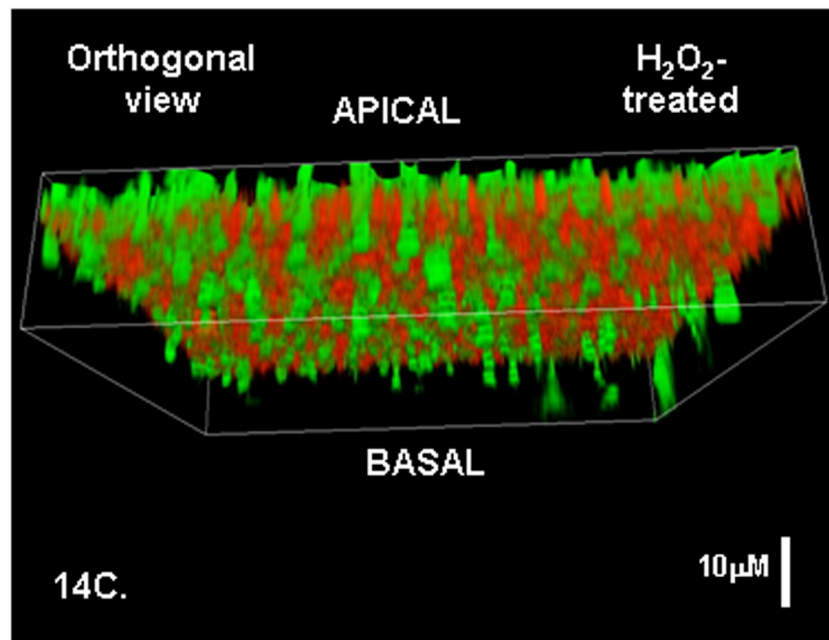 Orthogonal
view
H₂O₂-
treated
APICAL
BASAL
10µM
14C.